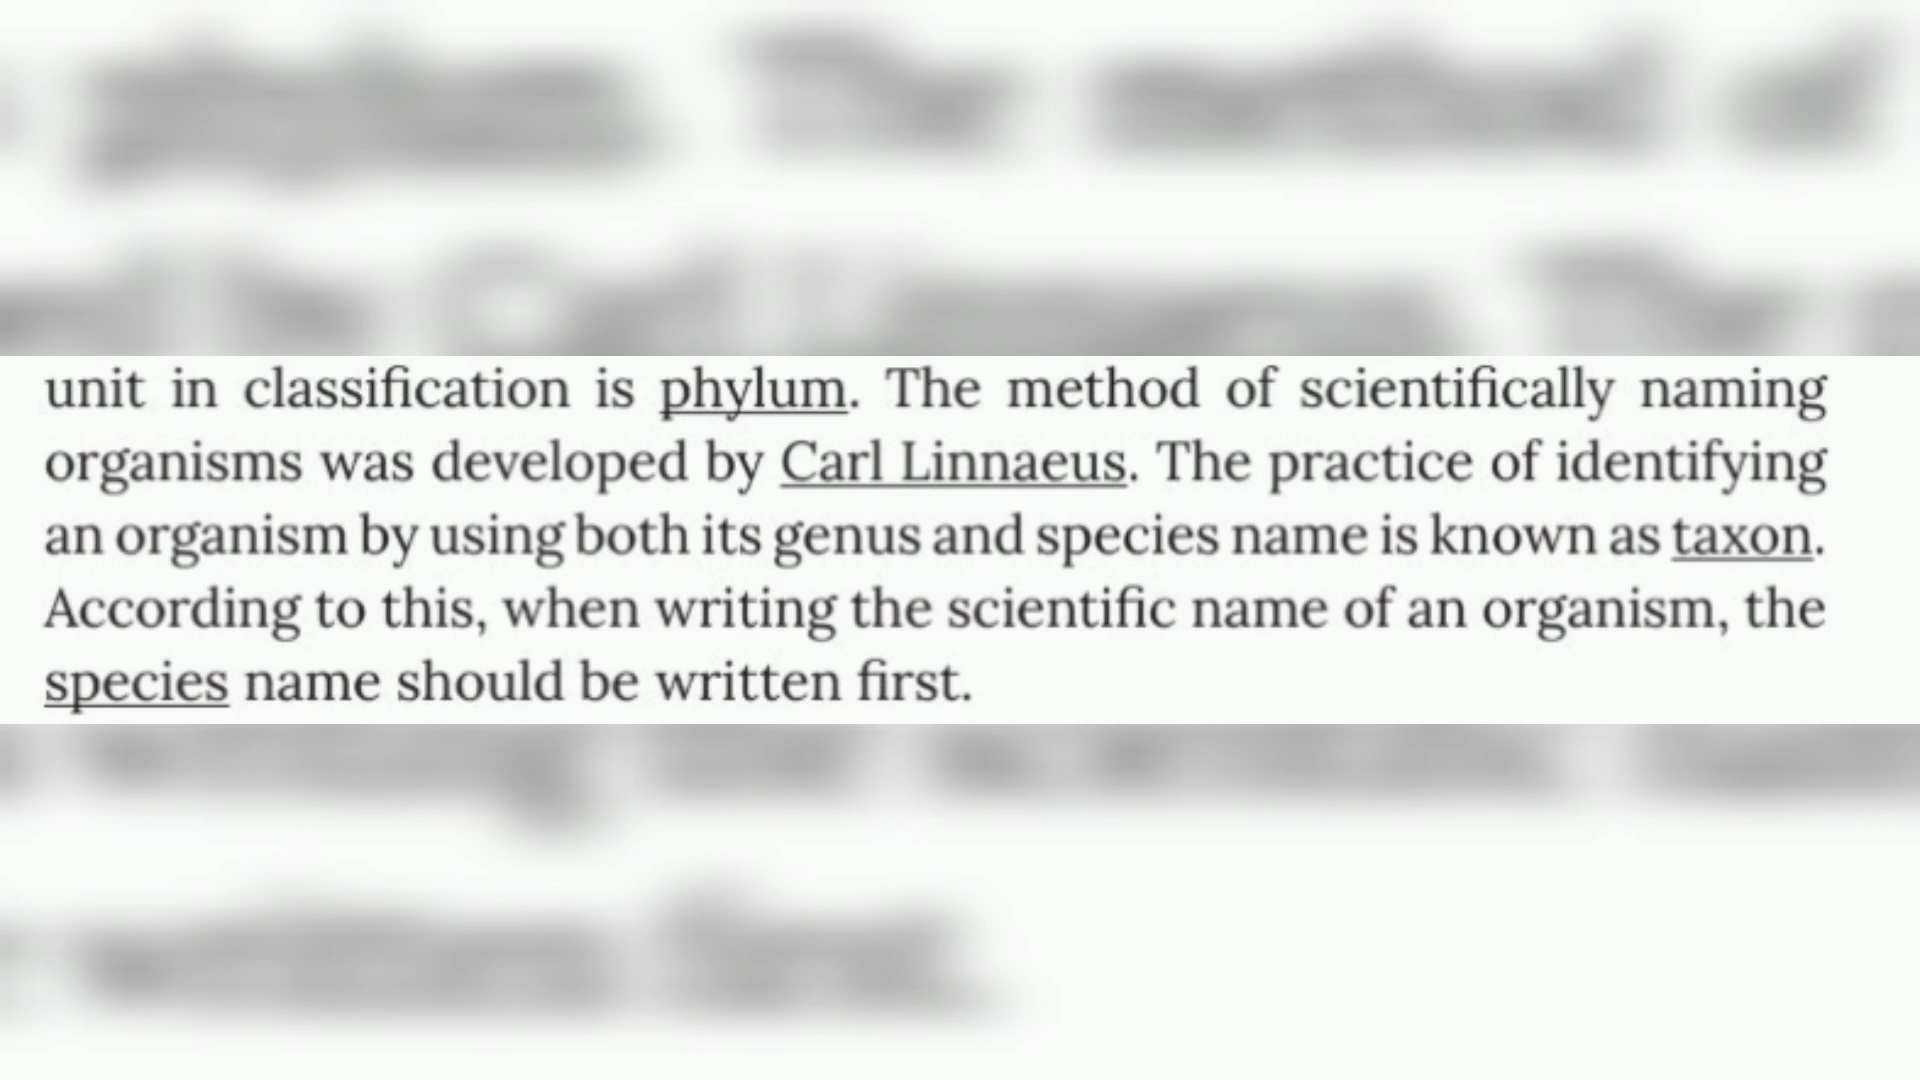 unit in classification is phylum. The method of scientifically naming
organisms was developed by Carl Linnaeus. The practice of identifying
an organism by using both its genus and species name is known as taxon.
According to this, when writing the scientific name of an organism, the
species name should be written first.